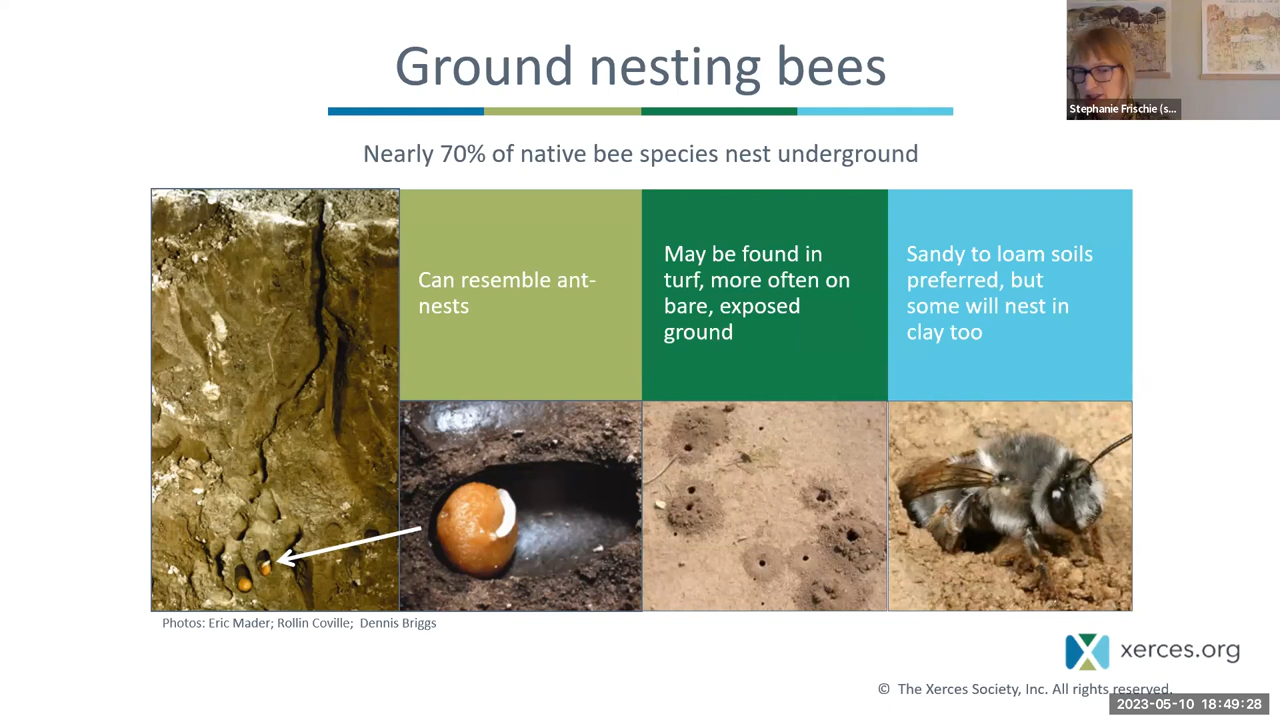 Ground nesting bees
Stephanie Frischie (s...
Nearly 70% of native bee species nest underground
Can resemble ant-
nests
May be found in
turf, more often on
bare, exposed
ground
Sandy to loam soils
preferred, but
some will nest in
clay too
Photos: Eric Mader; Rollin Coville;  Dennis Briggs
xerces.org
©  The Xerces Society, Inc. All rights reserved.
2023-05-10  18:49:28